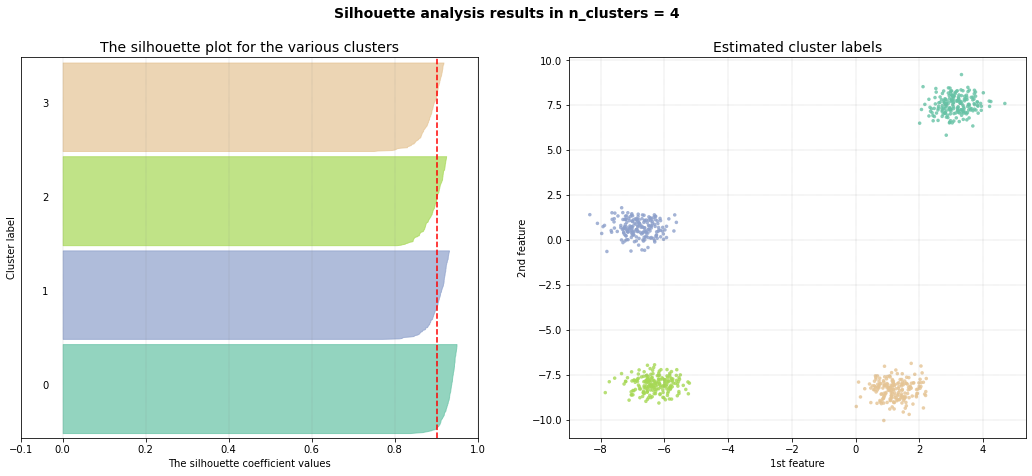 Silhouette analysis results in n_clusters = 4
The silhouette plot for the various clusters
3
2
1
0
Cluster label
−0.1 0.0 0.2 0.4 0.6 0.8 1.0
The silhouette coefficient values
Estimated cluster labels
10.0
7.5
5.0
2.5
0.0
−2.5
−5.0
−7.5
−10.0
2nd feature
−8 −6 −4 −2 0 2 4
1st feature